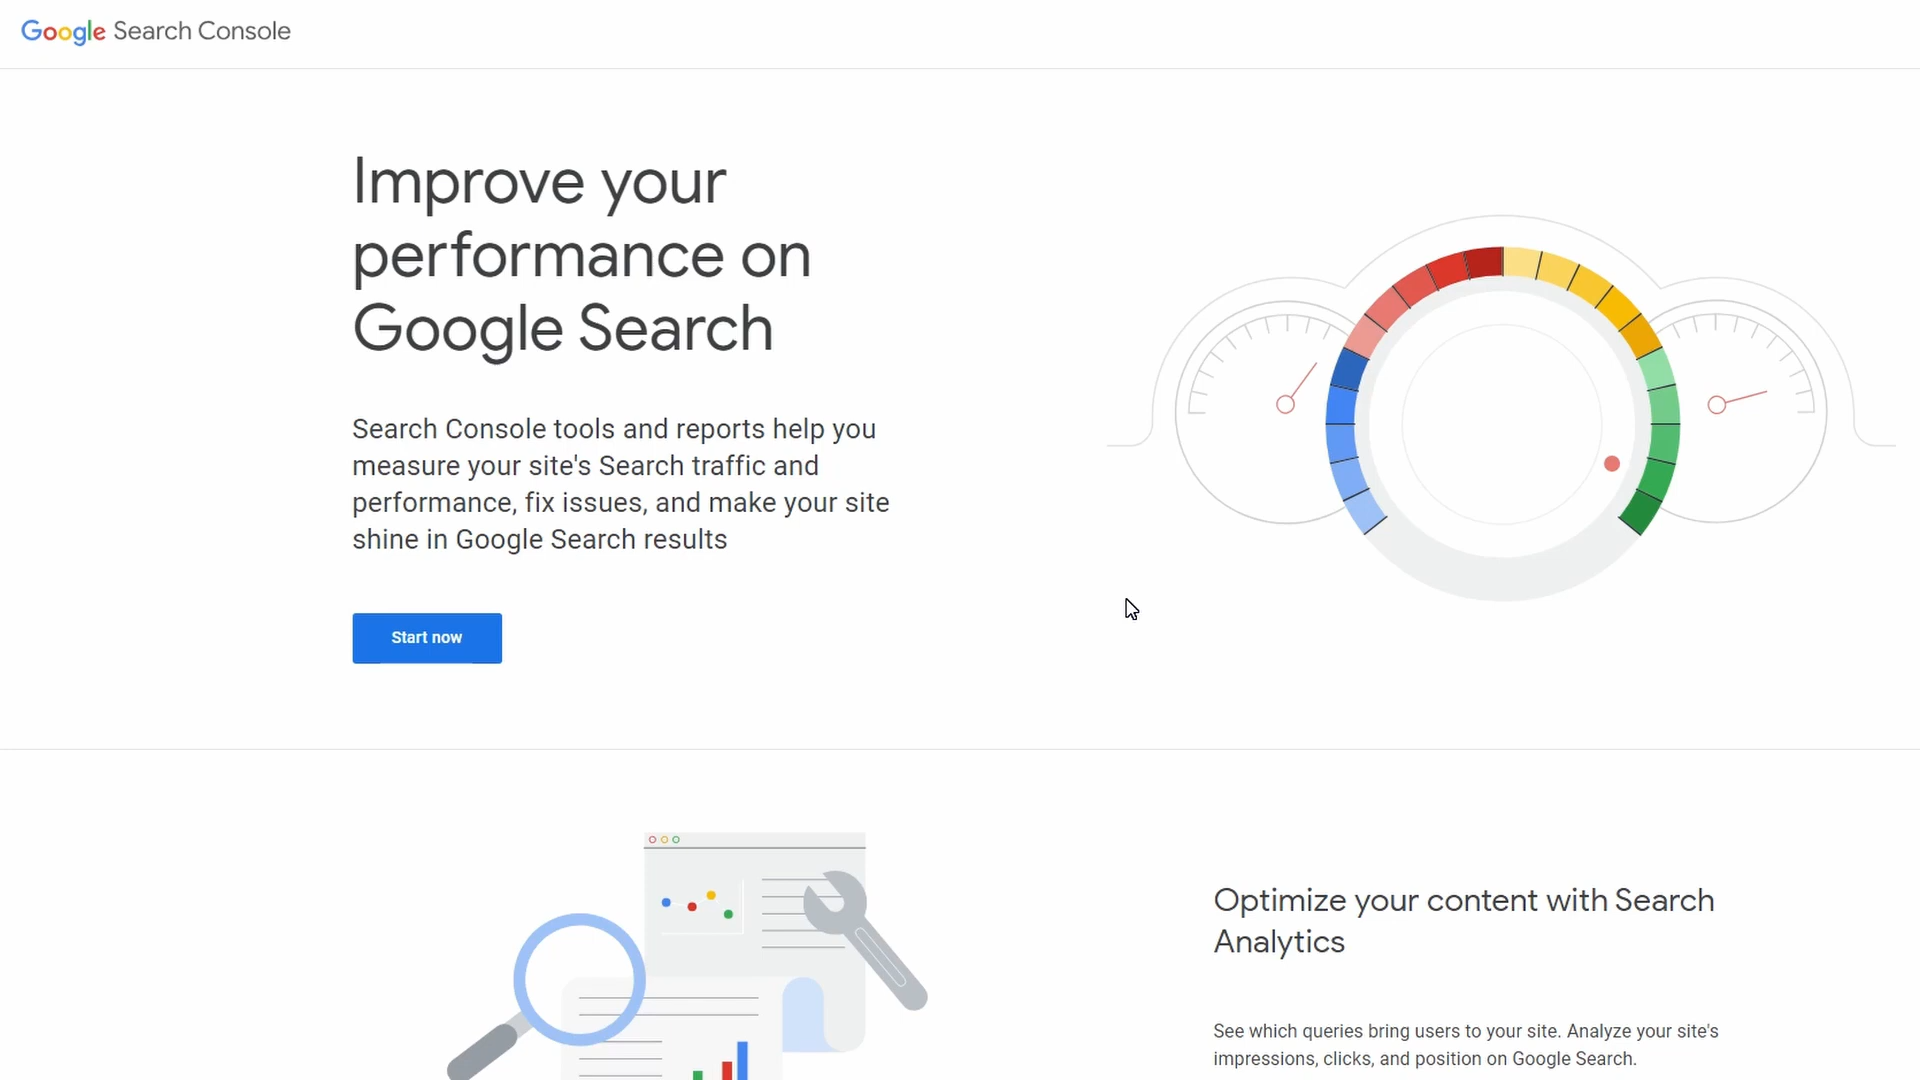 Google Search Console
Improve your
performance on
Google Search
Search Console tools and reports help you
measure your site's Search traffic and
performance, fix issues, and make your site
shine in Google Search results
Start now
Optimize your content with Search
Analytics
See which queries bring users to your site. Analyze your site's
impressions, clicks, and position on Google Search.